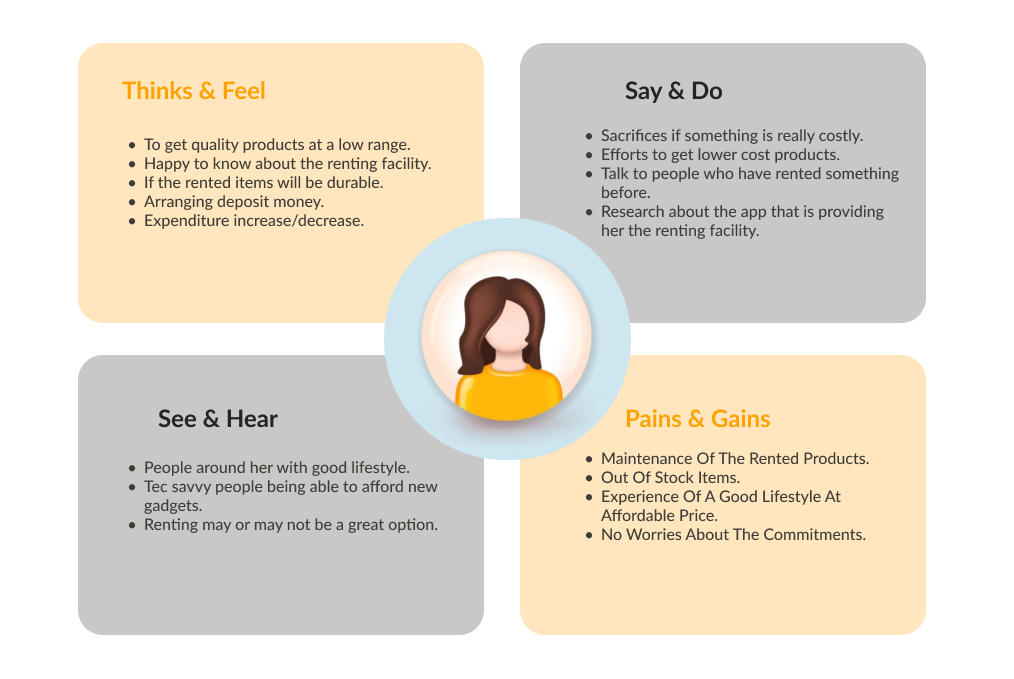 Thinks & Feel
• To get quality products at a low range.
• Happy to know about the renting facility.
• If the rented items will be durable.
• Arranging deposit money.
• Expenditure increase/decrease.
Say & Do
• Sacrifices if something is really costly.
• Efforts to get lower cost products.
• Talk to people who have rented something
before.
• Research about the app that is providing
her the renting facility.
See & Hear
• People around her with good lifestyle.
• Tec savvy people being able to afford new
gadgets.
• Renting may or may not be a great option.
Pains & Gains
• Maintenance Of The Rented Products.
• Out Of Stock Items.
• Experience Of A Good Lifestyle At
Affordable Price.
• No Worries About The Commitments.